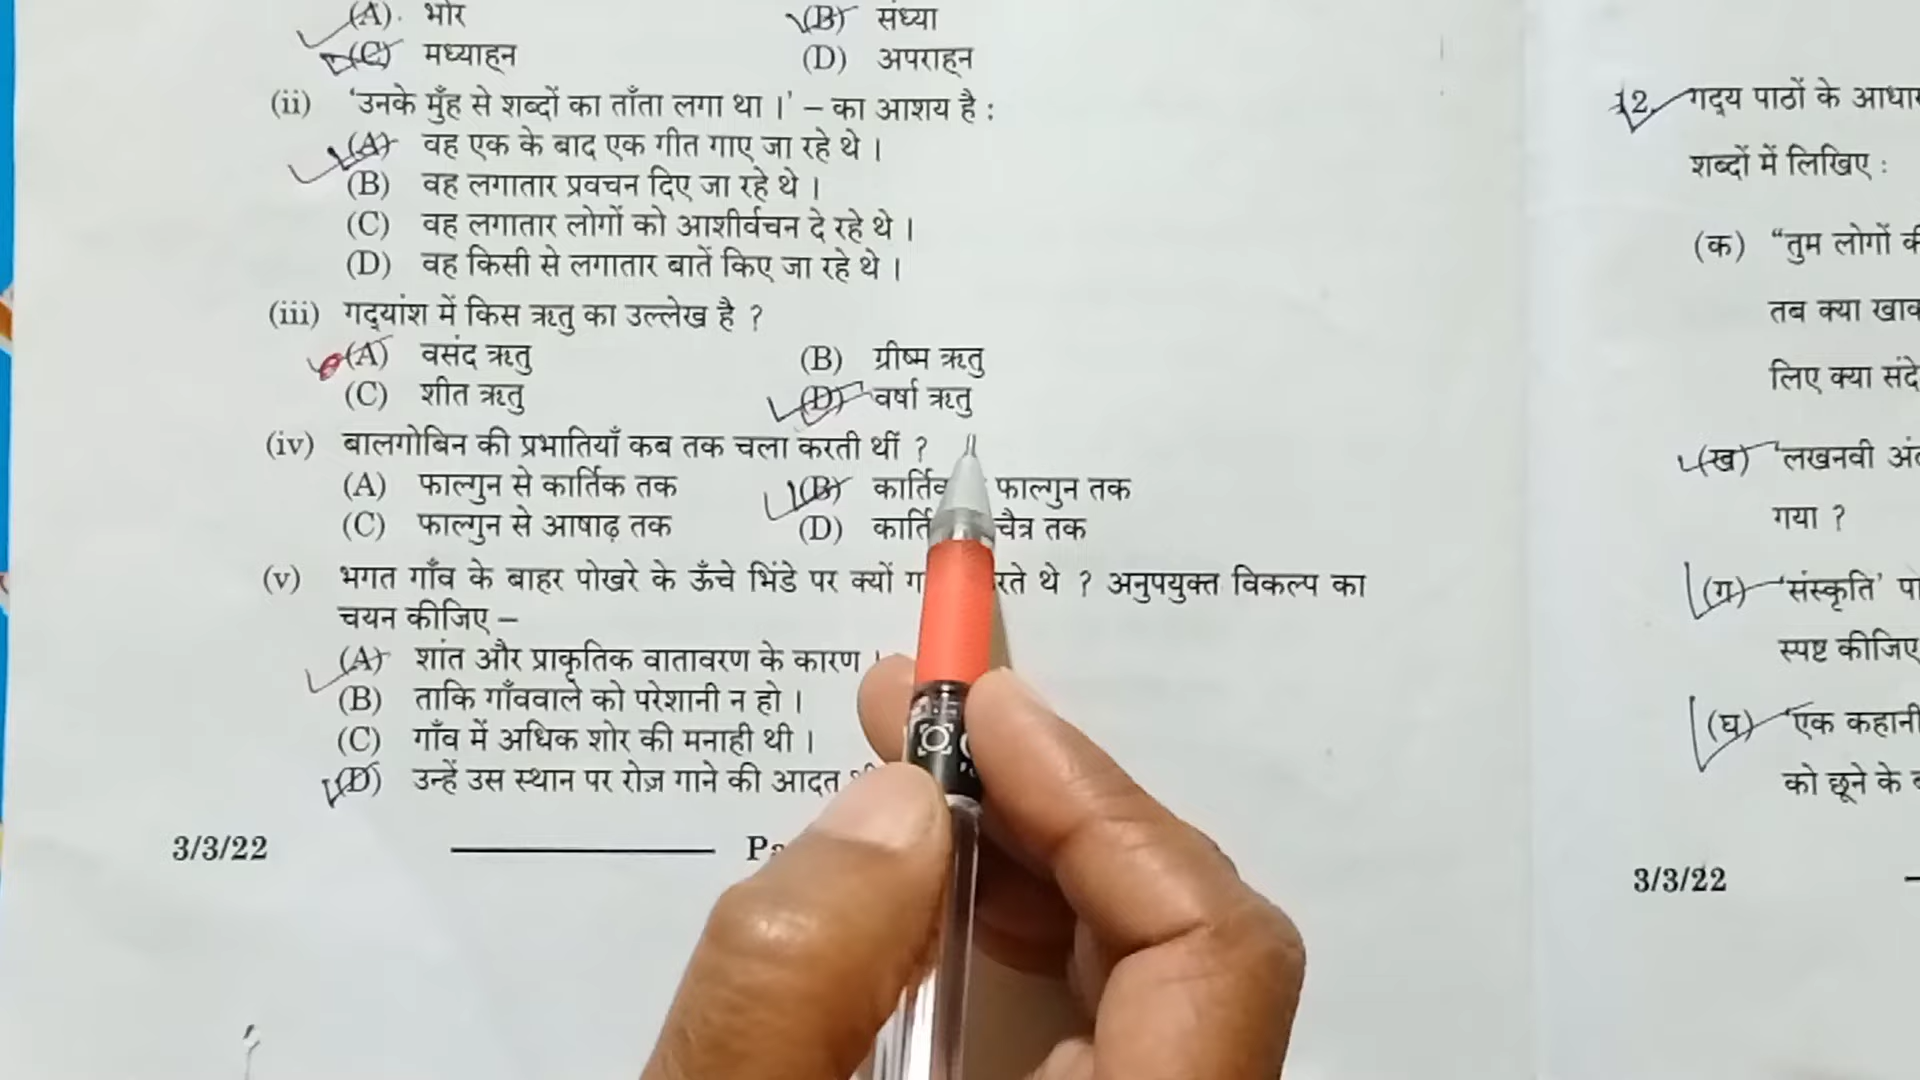 (A). भोर (B) संध्या
(C) मध्याह्न (D) अपराह्न
(ii) 'उनके मुँह से शब्दों का ताँता लगा था ।' – का आशय है :
(A) वह एक के बाद एक गीत गाए जा रहे थे ।
(B) वह लगातार प्रवचन दिए जा रहे थे ।
(C) वह लगातार लोगों को आशीर्वचन दे रहे थे ।
(D) वह किसी से लगातार बातें किए जा रहे थे ।
(iii) गद्यांश में किस ऋतु का उल्लेख है ?
(A) वसंद ऋतु (B) ग्रीष्म ऋतु
(C) शीत ऋतु (D) वर्षा ऋतु
(iv) बालगोबिन की प्रभातियाँ कब तक चला करती थीं ?
(A) फाल्गुन से कार्तिक तक (B) फाल्गुन तक
(C) फाल्गुन से आषाढ़ तक (D) चैत्र तक
(v) भगत गाँव के बाहर पोखरे के ऊँचे भिंडे पर क्यों थे ? अनुपयुक्त विकल्प का
चयन कीजिए –
(A) शांत और प्राकृतिक वातावरण के कारण ।
(B) ताकि गाँववाले को परेशानी न हो ।
(C) गाँव में अधिक शोर की मनाही थी ।
(D) उन्हें उस स्थान पर रोज़ गाने की आदत
3/3/22
12. गद्य पाठों के
शब्दों में लिखिए :
(क) "तुम लोगों
तब क्या
लिए क्या
(ख) 'लखनवी
गया ?
(ग) 'संस्कृति'
स्पष्ट कीजिए
(घ) 'एक कहानी
को छूने के
3/3/22